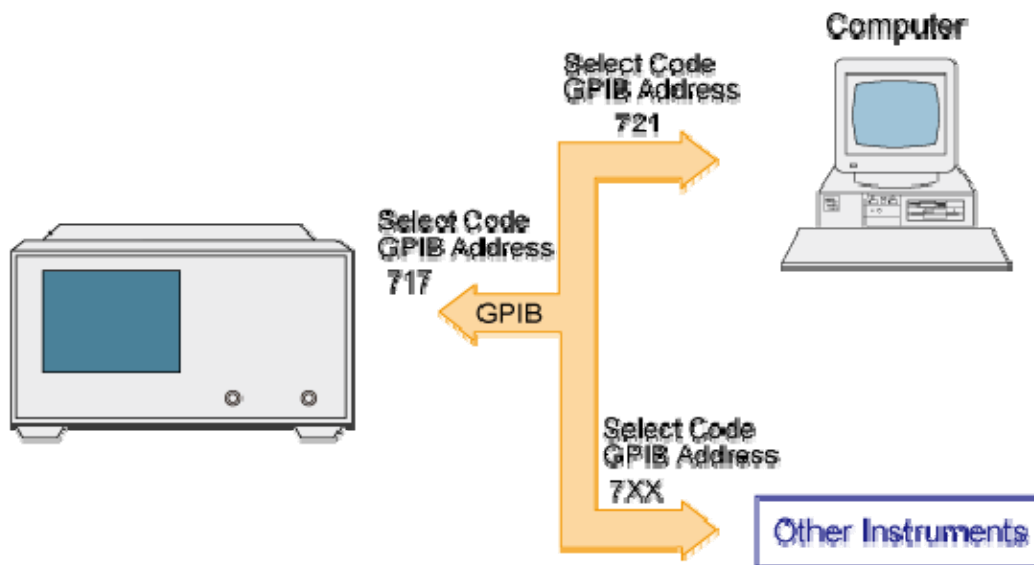 Computer
Select Code
GPIB Address
721
Select Code
GPIB Address
717
GPIB
Select Code
GPIB Address
7XX
Other Instruments